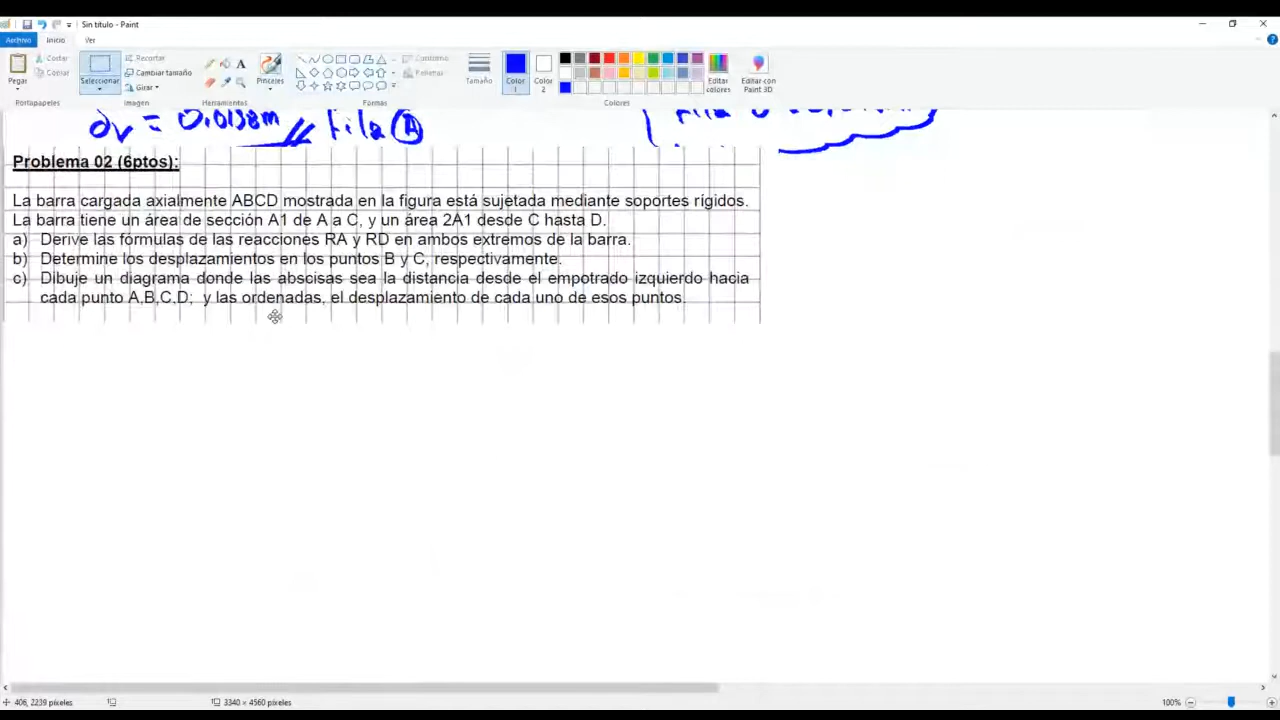 Sin título - Paint
Archivo Inicio Ver
Pegar
Cortar
Copiar
Portapapeles
Seleccionar
Recortar
Cambiar tamaño
Girar
Imagen
A
Herramientas
Pinceles
Contorno
Rellenar
Formas
Tamaño
Color 1
Color 2
Editar colores
Editar con Paint 3D
Colores
= 0.0138m Fila A
Problema 02 (6ptos):
La barra cargada axialmente ABCD mostrada en la figura está sujetada mediante soportes rígidos.
La barra tiene un área de sección A1 de A a C, y un área 2A1 desde C hasta D.
a) Derive las fórmulas de las reacciones RA y RD en ambos extremos de la barra.
b) Determine los desplazamientos en los puntos B y C, respectivamente.
c) Dibuje un diagrama donde las abscisas sea la distancia desde el empotrado izquierdo hacia
cada punto A,B,C,D; y las ordenadas, el desplazamiento de cada uno de esos puntos.
406, 2239 píxeles
3340 × 4560 píxeles
100%